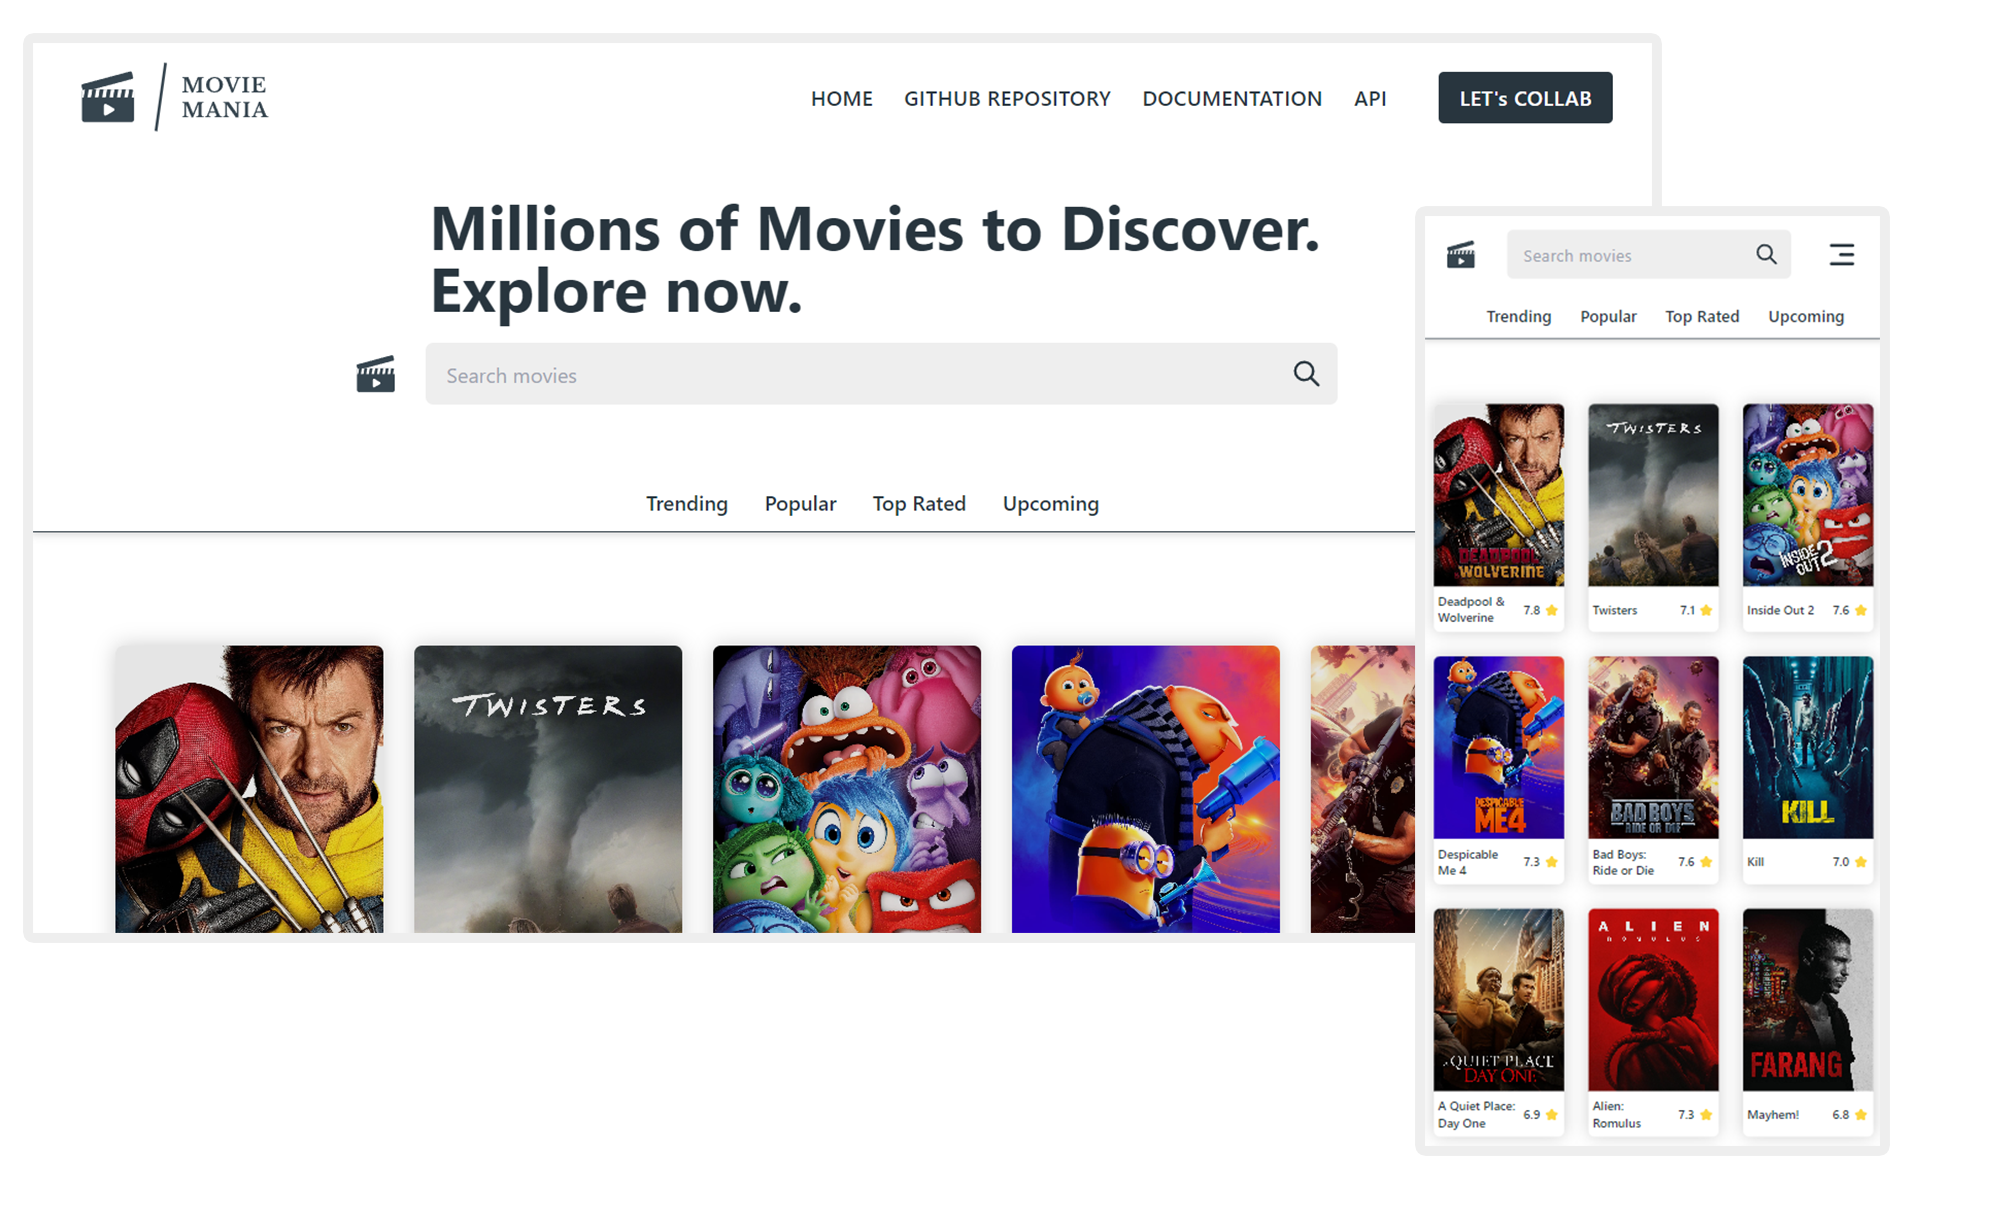 MOVIE
MANIA
HOME GITHUB REPOSITORY DOCUMENTATION API LET's COLLAB
Millions of Movies to Discover.
Explore now.
Search movies
Trending Popular Top Rated Upcoming
TWISTERS
Search movies
Trending Popular Top Rated Upcoming
DEADPOOL
WOLVERINE
TWISTERS
INSIDE
OUT 2
Deadpool &
Wolverine 7.8
Twisters 7.1
Inside Out 2 7.6
DESPICABLE
ME 4
BAD BOYS
RIDE OR DIE
KILL
Despicable
Me 4 7.3
Bad Boys:
Ride or Die 7.6
Kill 7.0
A QUIET PLACE
DAY ONE
ALIEN
ROMULUS
FARANG
A Quiet Place:
Day One 6.9
Alien:
Romulus 7.3
Mayhem! 6.8